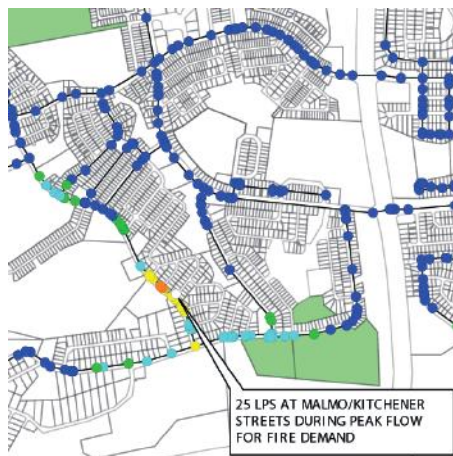 25 LPS AT MALMO/KITCHENER
STREETS DURING PEAK FLOW
FOR FIRE DEMAND